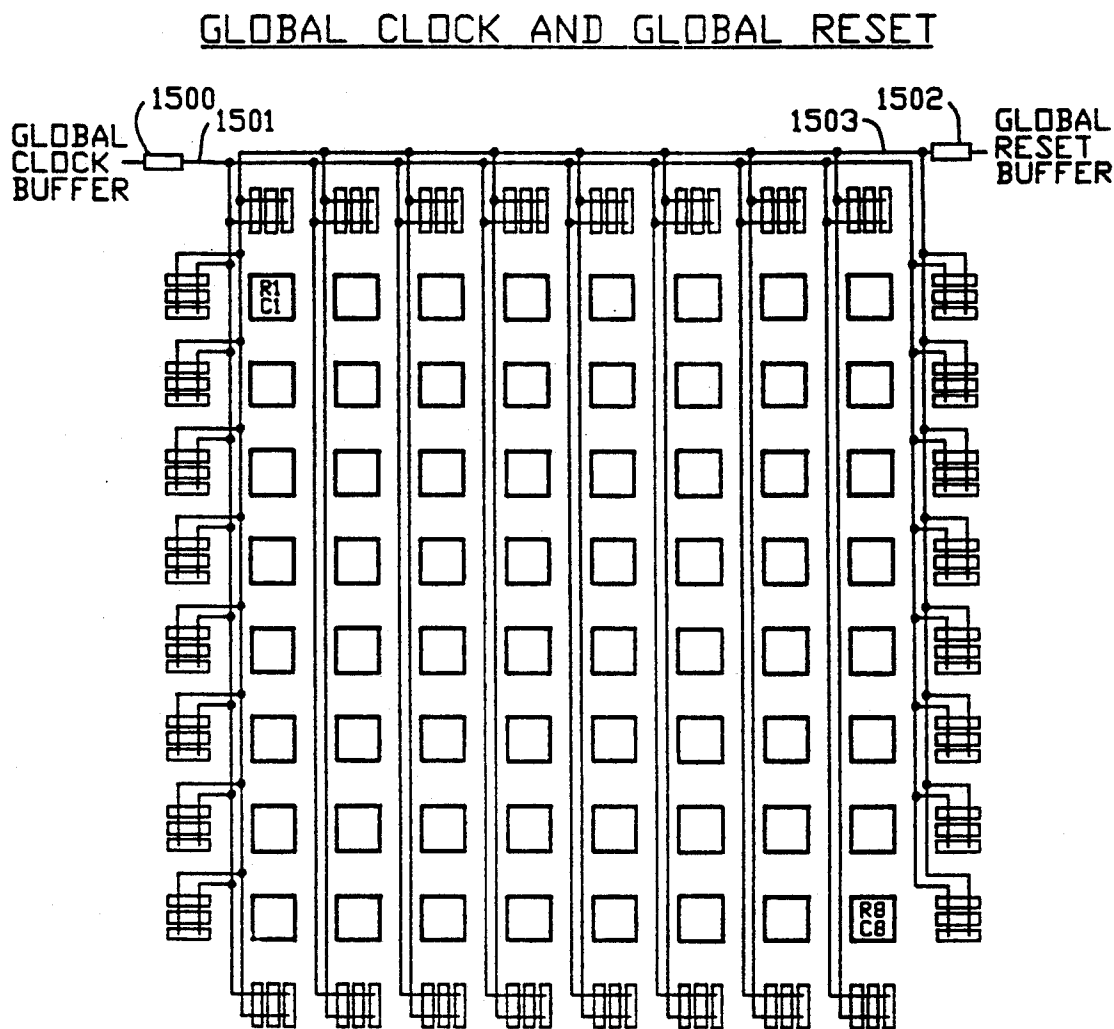 GLOBAL CLOCK AND GLOBAL RESET
1500
1501
1502
1503
GLOBAL
CLOCK
BUFFER
GLOBAL
RESET
BUFFER
R1
C1
R8
C8